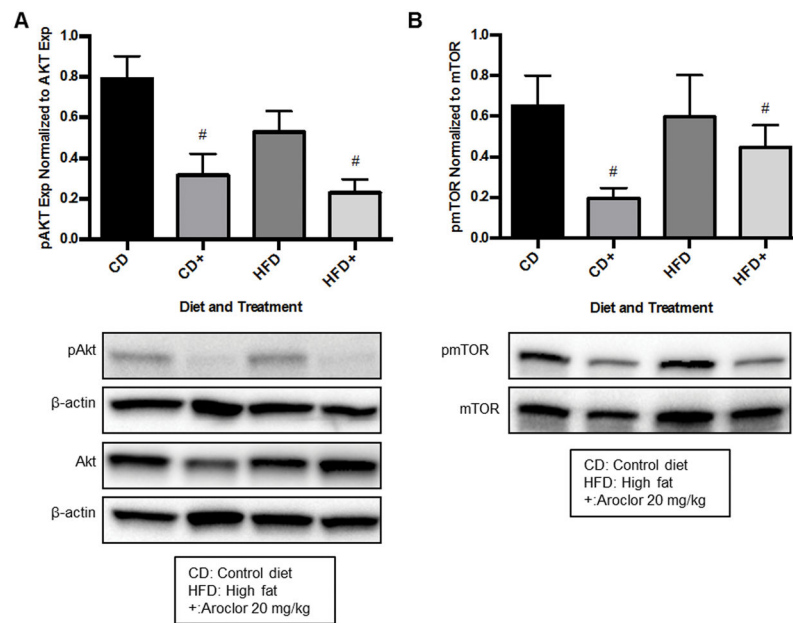 A
pAKT Exp Normalized to AKT Exp
1.0
0.8
0.6
0.4
0.2
0.0
#
#
CD
CD+
HFD
HFD+
Diet and Treatment
pAkt
β-actin
Akt
β-actin
CD: Control diet
HFD: High fat
+:Aroclor 20 mg/kg
B
pmTOR Normalized to mTOR
1.0
0.8
0.6
0.4
0.2
0.0
#
#
CD
CD+
HFD
HFD+
Diet and Treatment
pmTOR
mTOR
CD: Control diet
HFD: High fat
+:Aroclor 20 mg/kg